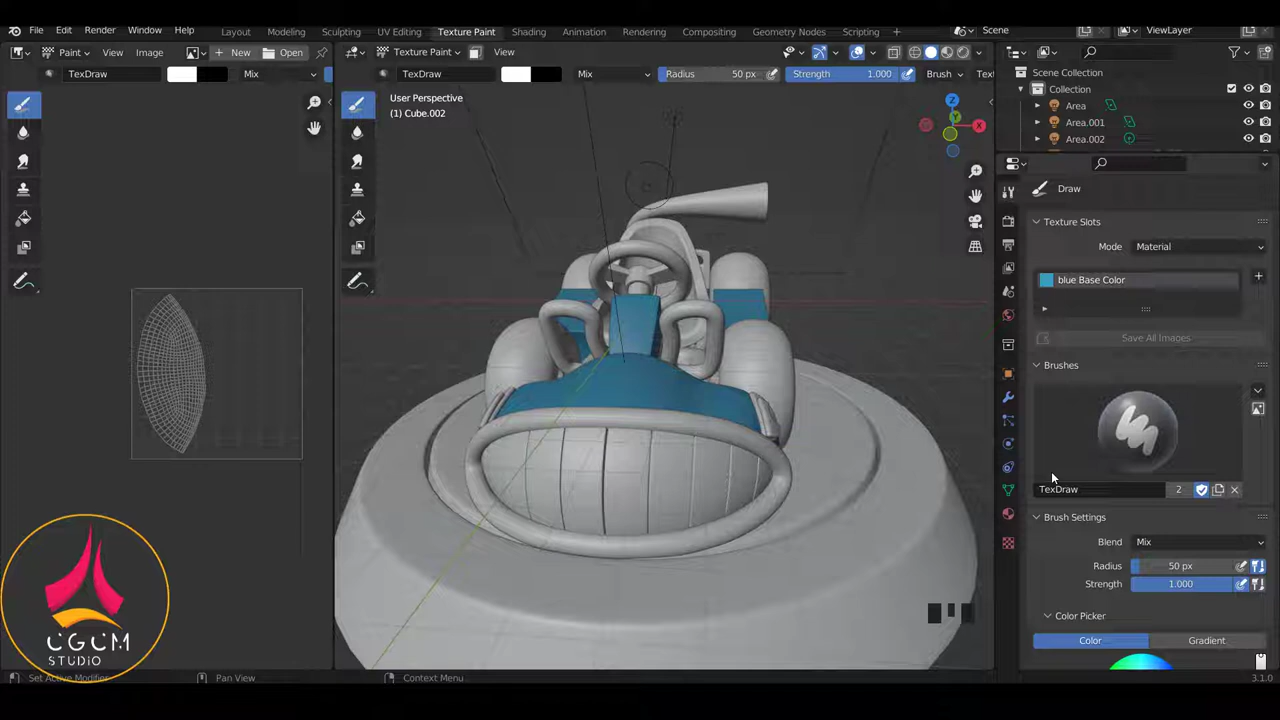 File Edit Render Window Help Layout Modeling Sculpting UV Editing Texture Paint Shading Animation Rendering Compositing Geometry Nodes Scripting Scene ViewLayer
Paint View Image New Open Texture Paint View
TexDraw Mix TexDraw Mix Radius 50 px Strength 1.000 Brush Text
User Perspective
(1) Cube.002
Z
Y
X
Scene Collection
Collection
Area
Area.001
Area.002
Draw
Texture Slots
Mode Material
blue Base Color
Save All Images
Brushes
TexDraw 2
Brush Settings
Blend Mix
Radius 50 px
Strength 1.000
Color Picker
Color Gradient
CGCM
STUDIO
Set Active Modifier Pan View Context Menu 3.1.0